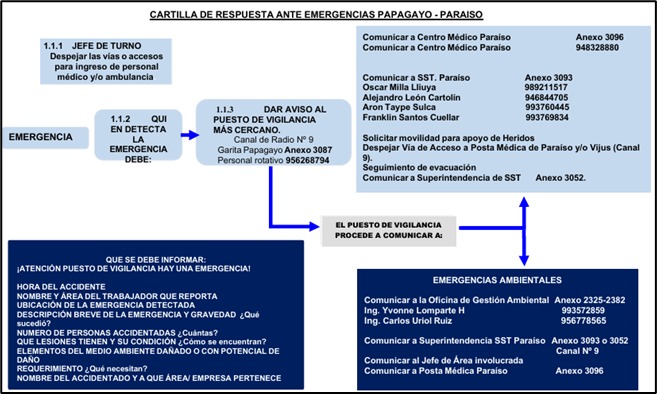 CARTILLA DE RESPUESTA ANTE EMERGENCIAS PAPAGAYO - PARAISO
1.1.1 JEFE DE TURNO
Despejar las vías o accesos
para ingreso de personal
médico y/o ambulancia
EMERGENCIA
1.1.2 QUI
EN DETECTA
LA
EMERGENCIA
DEBE:
1.1.3 DAR AVISO AL
PUESTO DE VIGILANCIA
MÁS CERCANO.
Canal de Radio Nº 9
Garita Papagayo Anexo 3087
Personal rotativo 956268794
Comunicar a Centro Médico Paraíso Anexo 3096
Comunicar a Centro Médico Paraíso 948328880
Comunicar a SST. Paraíso Anexo 3093
Oscar Milla Lliuya 989211517
Alejandro León Cartolin 946844705
Aron Taype Sulca 993760445
Franklin Santos Cuellar 993769834
Solicitar movilidad para apoyo de Heridos
Despejar Vía de Acceso a Posta Médica de Paraíso y/o Vijus (Canal
9).
Seguimiento de evacuación
Comunicar a Superintendencia de SST Anexo 3052.
EL PUESTO DE VIGILANCIA
PROCEDE A COMUNICAR A:
QUE SE DEBE INFORMAR:
¡ATENCIÓN PUESTO DE VIGILANCIA HAY UNA EMERGENCIA!
HORA DEL ACCIDENTE
NOMBRE Y ÁREA DEL TRABAJADOR QUE REPORTA
UBICACIÓN DE LA EMERGENCIA DETECTADA
DESCRIPCIÓN BREVE DE LA EMERGENCIA Y GRAVEDAD ¿Qué
sucedió?
NUMERO DE PERSONAS ACCIDENTADAS ¿Cuántas?
QUE LESIONES TIENEN Y SU CONDICIÓN ¿Cómo se encuentran?
ELEMENTOS DEL MEDIO AMBIENTE DAÑADO O CON POTENCIAL DE
DAÑO
REQUERIMIENTO ¿Qué necesitan?
NOMBRE DEL ACCIDENTADO Y A QUE ÁREA/ EMPRESA PERTENECE
EMERGENCIAS AMBIENTALES
Comunicar a la Oficina de Gestión Ambiental Anexo 2325-2382
Ing. Yvonne Lomparte H 993572859
Ing. Carlos Uriol Ruiz 956778565
Comunicar a Superintendencia SST Paraíso Anexo 3093 o 3052
Canal Nº 9
Comunicar al Jefe de Área involucrada
Comunicar a Posta Médica Paraíso Anexo 3096